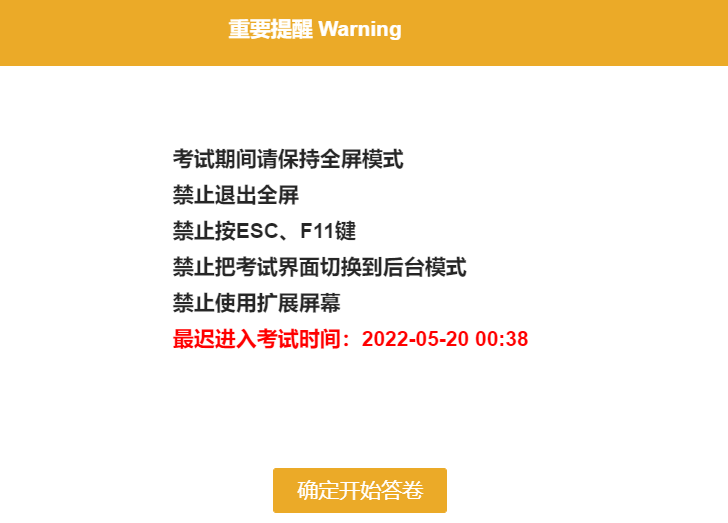 重要提醒 Warning
考试期间请保持全屏模式
禁止退出全屏
禁止按ESC、F11键
禁止把考试界面切换到后台模式
禁止使用扩展屏幕
最迟进入考试时间：2022-05-20 00:38
确定开始答卷